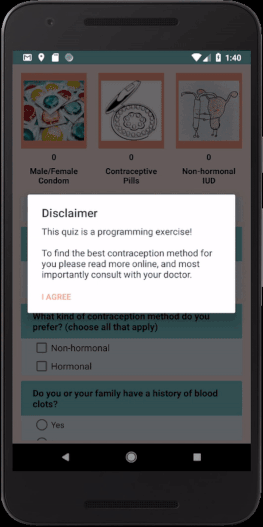 1:40
0 0 0
Male/Female Contraceptive Non-hormonal
Condom Pills IUD
Disclaimer
This quiz is a programming exercise!
To find the best contraception method for
you please read more online, and most
importantly consult with your doctor.
I AGREE
What kind of contraception method do you
prefer? (choose all that apply)
Non-hormonal
Hormonal
Do you or your family have a history of blood
clots?
Yes